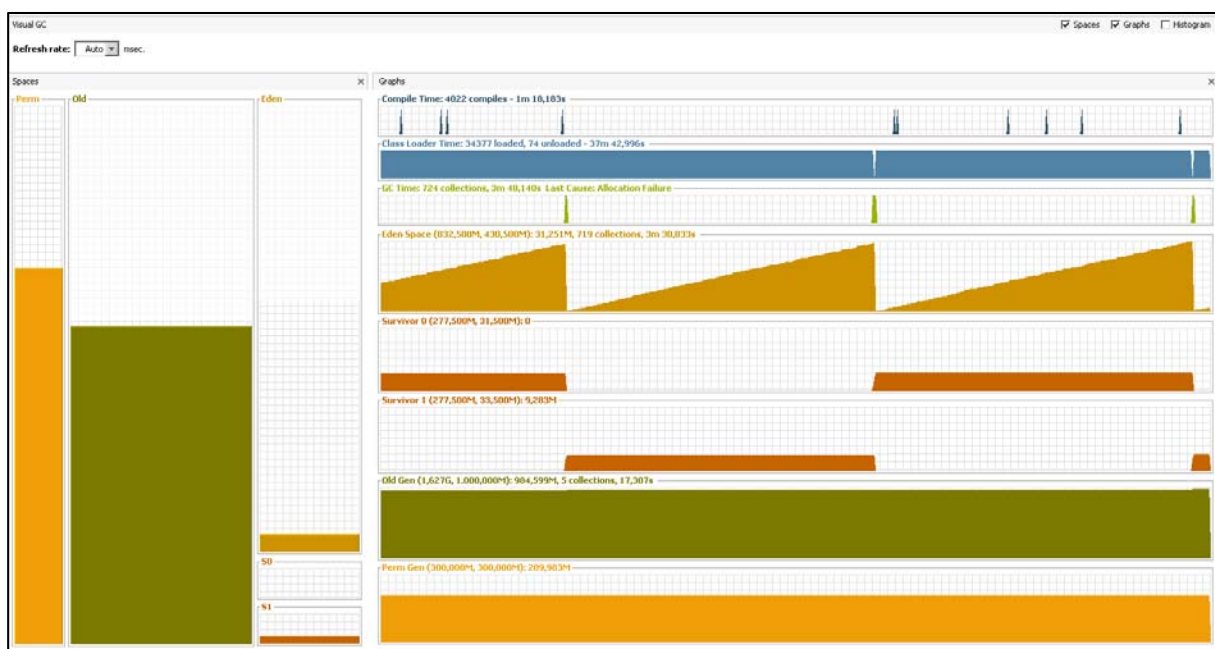 Visual GC
Spaces Graphs Histogram
Refresh rate: Auto msec.
Spaces
Perm
Old
Eden
S0
S1
Graphs
Compile Time: 4022 compiles - 1m 18,183s
Class Loader Time: 34377 loaded, 74 unloaded - 37m 42,996s
GC Time: 724 collections, 3m 48,140s Last Cause: Allocation Failure
Eden Space (832,500M, 430,500M): 31,251M, 719 collections, 3m 30,833s
Survivor 0 (277,500M, 31,500M): 0
Survivor 1 (277,500M, 33,500M): 9,283M
Old Gen (1,627G, 1.000,000M): 984,599M, 5 collections, 17,307s
Perm Gen (300,000M, 300,000M): 209,983M